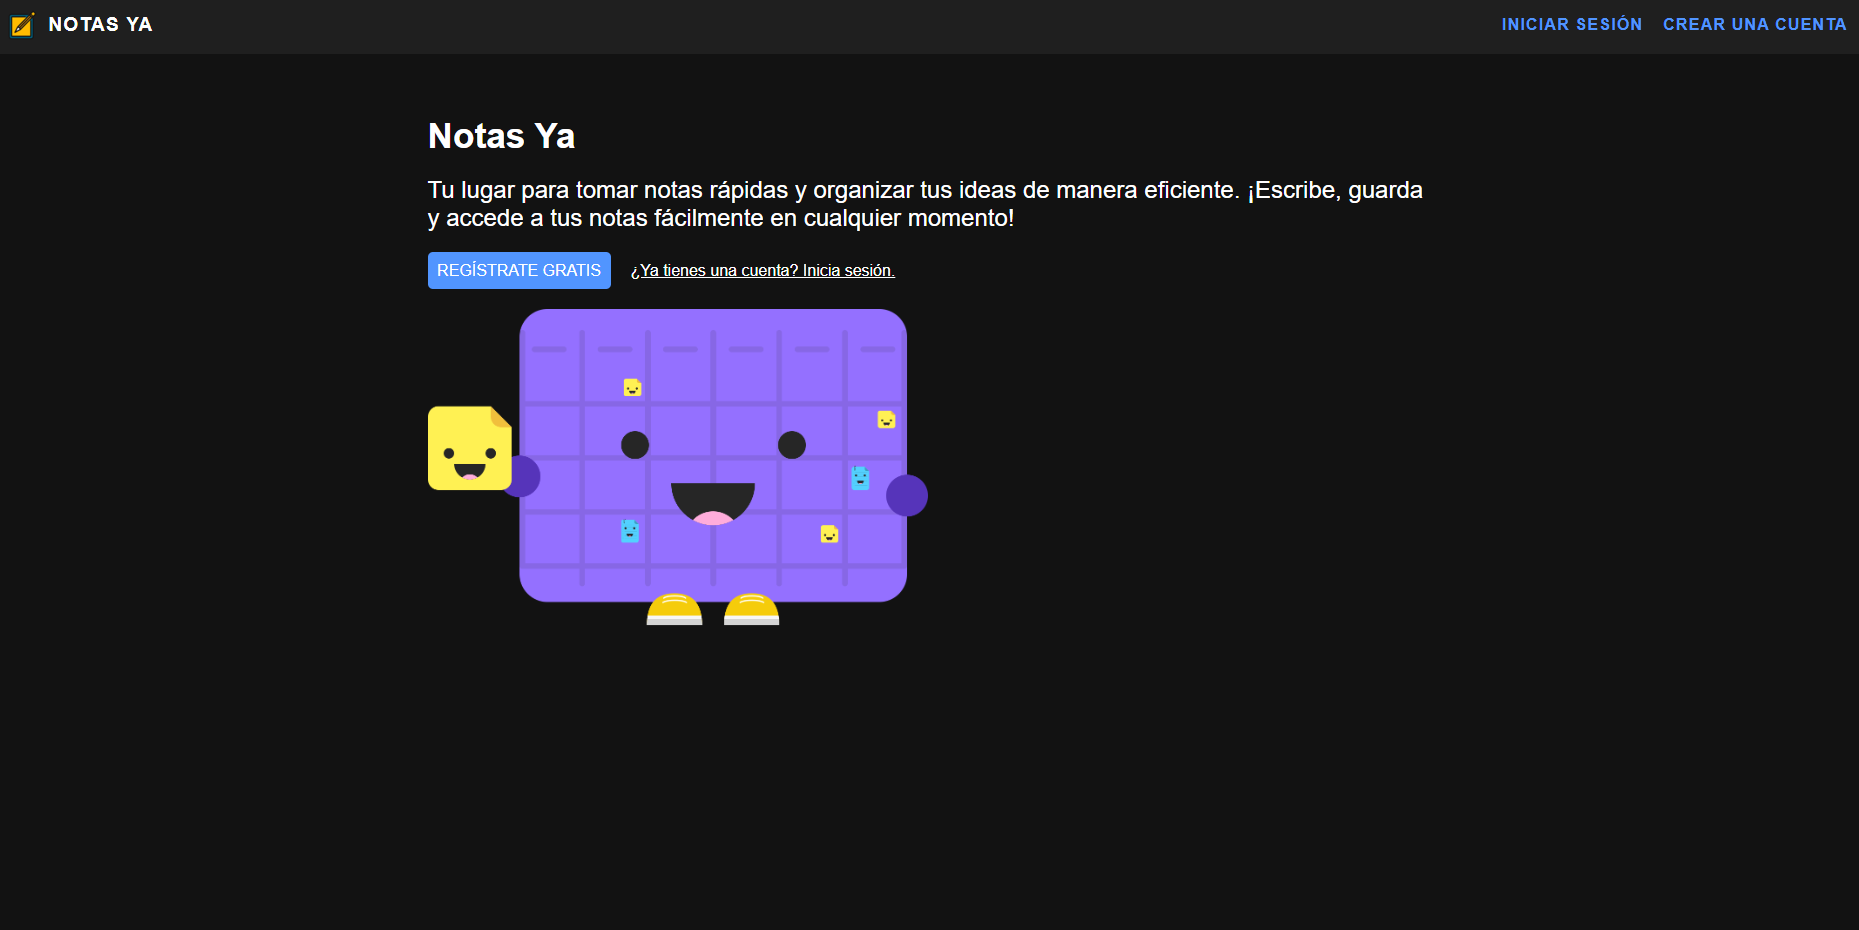 NOTAS YA
INICIAR SESIÓN
CREAR UNA CUENTA
Notas Ya
Tu lugar para tomar notas rápidas y organizar tus ideas de manera eficiente. ¡Escribe, guarda
y accede a tus notas fácilmente en cualquier momento!
REGÍSTRATE GRATIS
¿Ya tienes una cuenta? Inicia sesión.